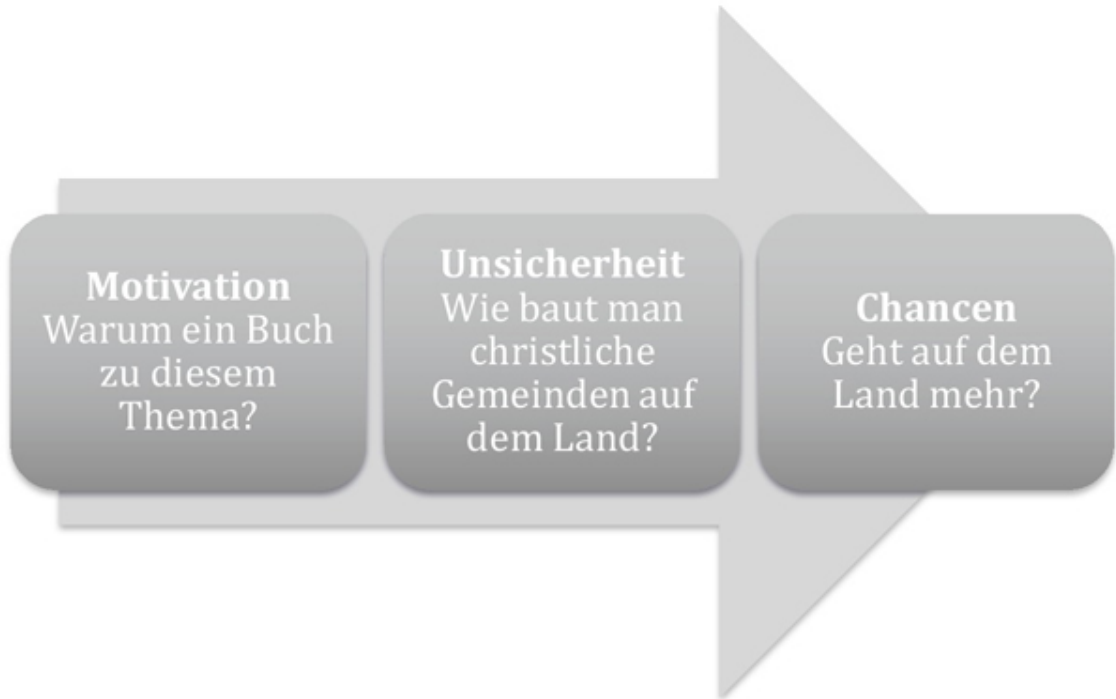 Motivation
Warum ein Buch
zu diesem
Thema?
Unsicherheit
Wie baut man
christliche
Gemeinden auf
dem Land?
Chancen
Geht auf dem
Land mehr?